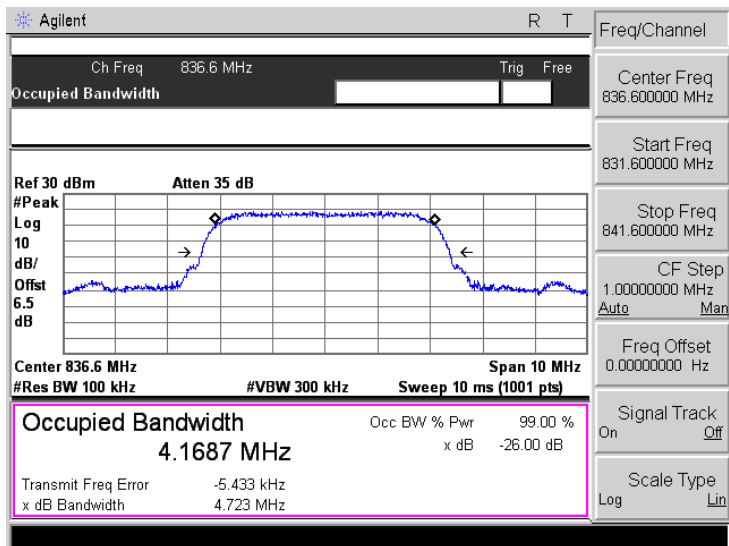 Agilent R T
Freq/Channel
Ch Freq 836.6 MHz Trig Free
Occupied Bandwidth
Center Freq
836.600000 MHz
Start Freq
831.600000 MHz
Stop Freq
841.600000 MHz
CF Step
1.00000000 MHz
Auto Man
Freq Offset
0.00000000 Hz
Signal Track
On Off
Scale Type
Log Lin
Ref 30 dBm Atten 35 dB
#Peak
Log
10
dB/
Offst
6.5
dB
Center 836.6 MHz Span 10 MHz
#Res BW 100 kHz #VBW 300 kHz Sweep 10 ms (1001 pts)
Occupied Bandwidth Occ BW % Pwr 99.00 %
4.1687 MHz x dB -26.00 dB
Transmit Freq Error -5.433 kHz
x dB Bandwidth 4.723 MHz